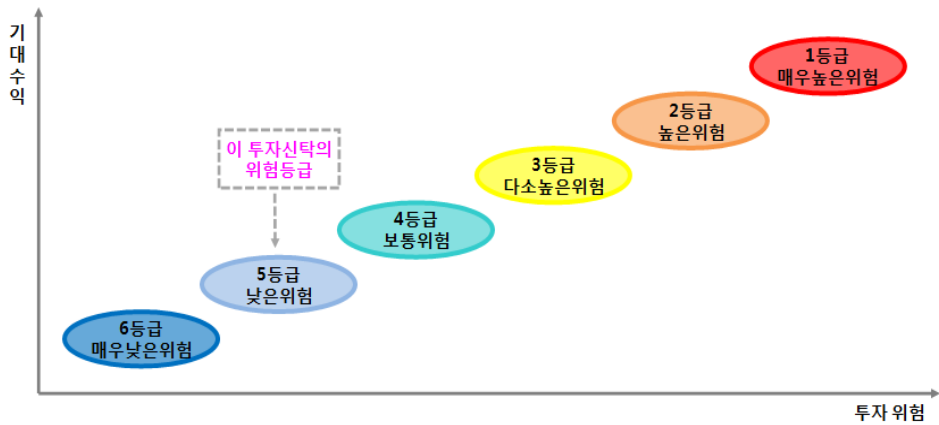 기대수익
1등급
매우높은위험
2등급
높은위험
이 투자신탁의
위험등급
3등급
다소높은위험
4등급
보통위험
5등급
낮은위험
6등급
매우낮은위험
투자 위험